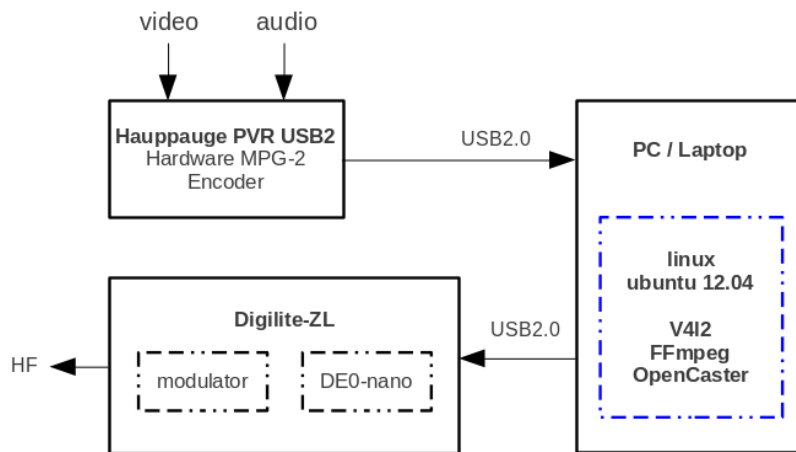 video
audio
Hauppauge PVR USB2
Hardware MPG-2
Encoder
USB2.0
PC / Laptop
linux
ubuntu 12.04
V4l2
FFmpeg
OpenCaster
USB2.0
Digilite-ZL
modulator
DE0-nano
HF